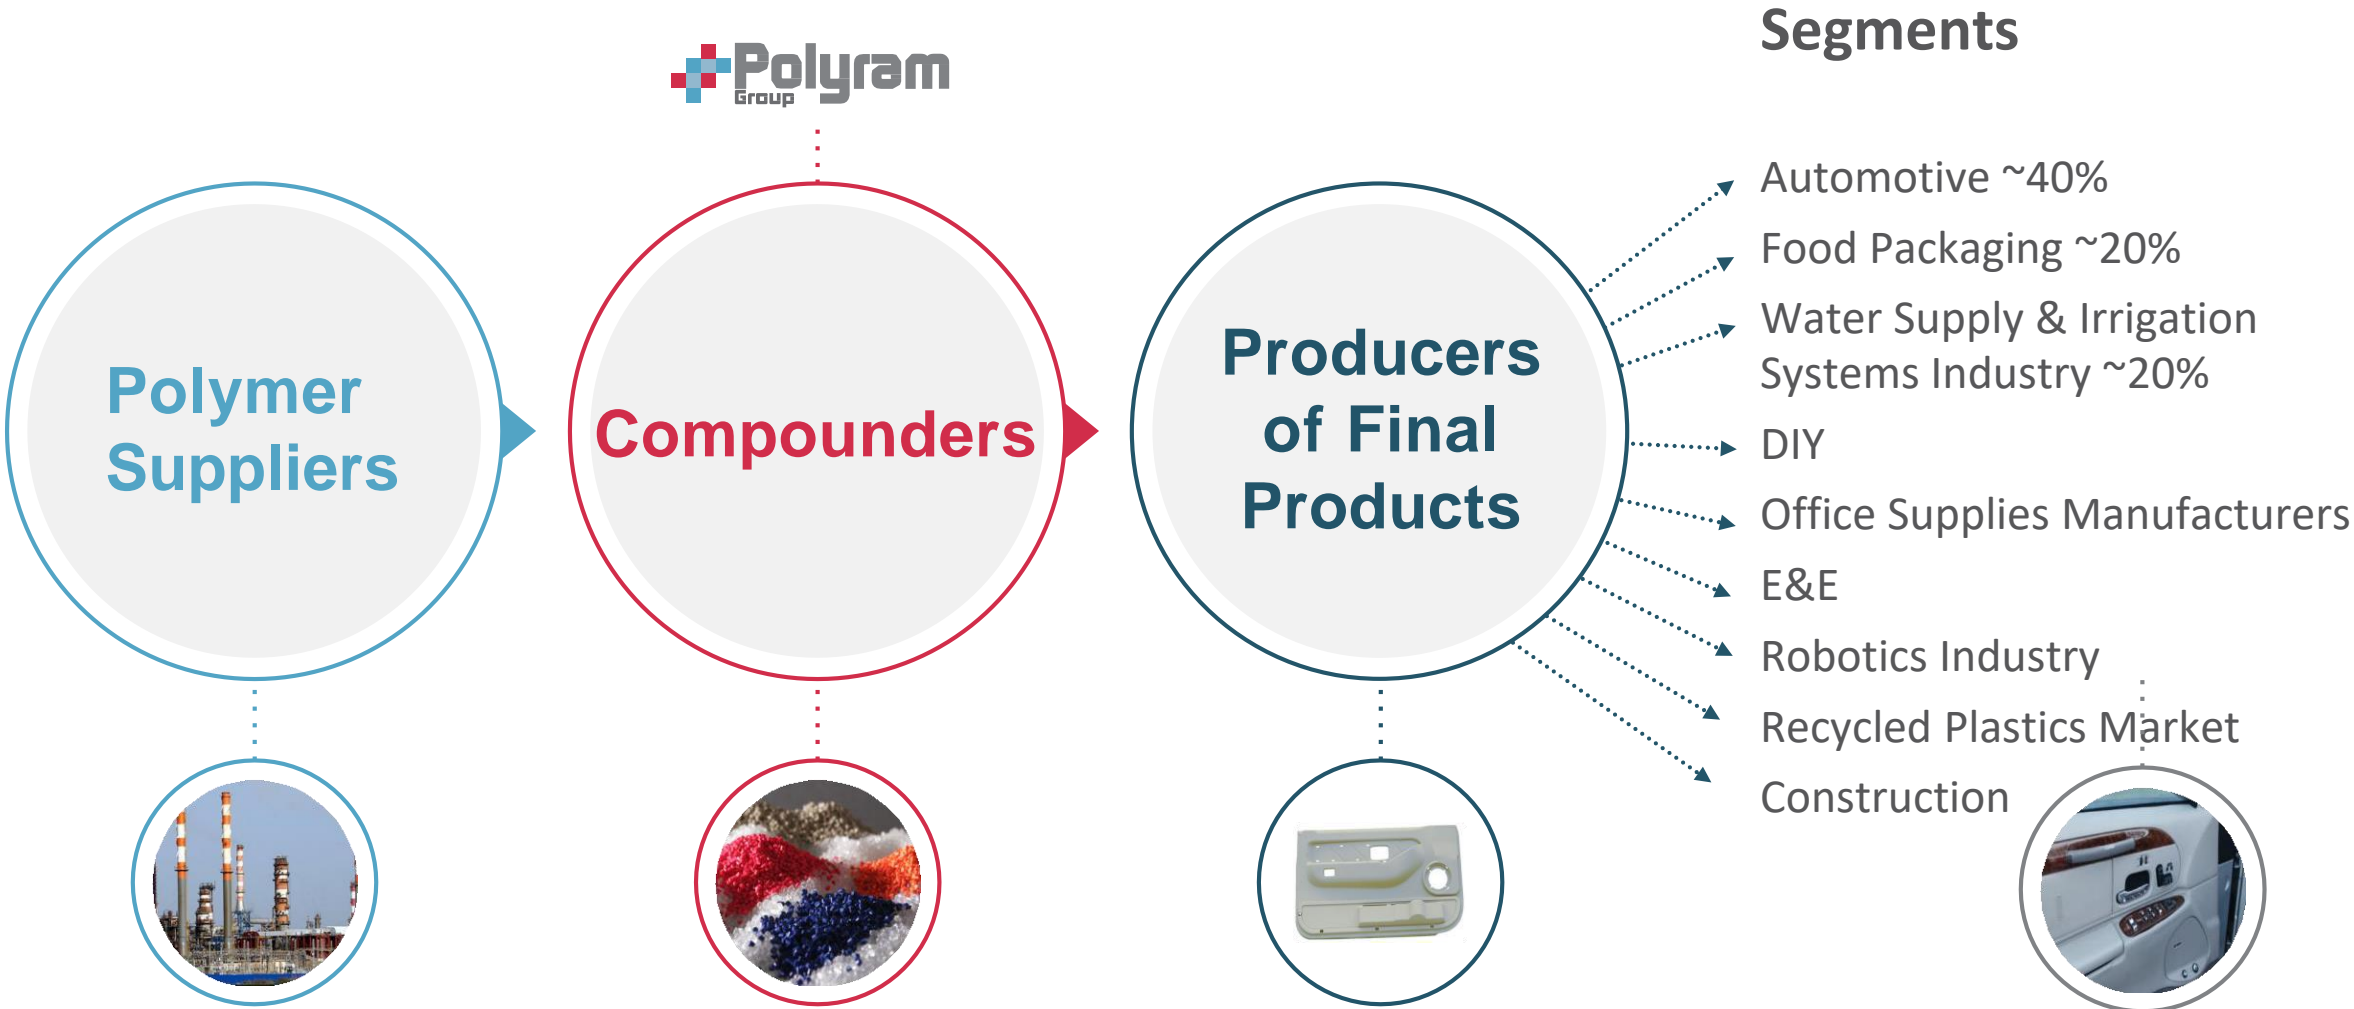 Segments
Polyram
Group
Polymer
Suppliers
Compounders
Producers
of Final
Products
Automotive ~40%
Food Packaging ~20%
Water Supply & Irrigation
Systems Industry ~20%
DIY
Office Supplies Manufacturers
E&E
Robotics Industry
Recycled Plastics Market
Construction